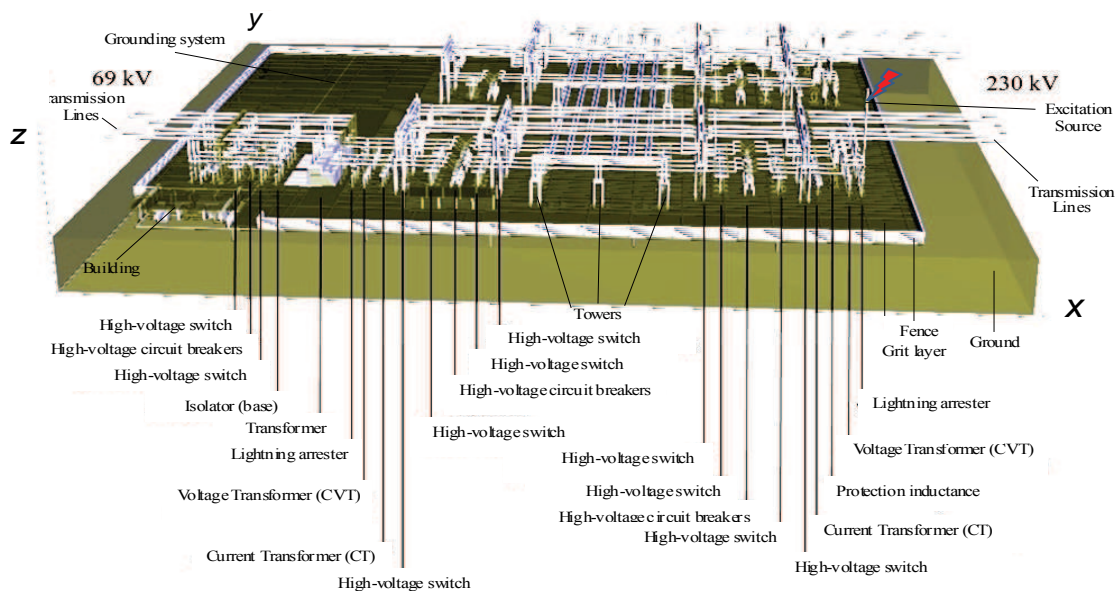 y
Grounding system
69 kV
230 kV
ransmission
Lines
Excitation
Source
z
Transmission
Lines
Building
x
Towers
High-voltage switch
High-voltage switch
Fence
Ground
High-voltage circuit breakers
High-voltage switch
Grit layer
High-voltage switch
High-voltage circuit breakers
Isolator (base)
Lightning arrester
Transformer
High-voltage switch
Lightning arrester
High-voltage switch
Voltage Transformer (CVT)
Voltage Transformer (CVT)
High-voltage switch
Protection inductance
High-voltage circuit breakers
High-voltage switch
Current Transformer (CT)
Current Transformer (CT)
High-voltage switch
High-voltage switch